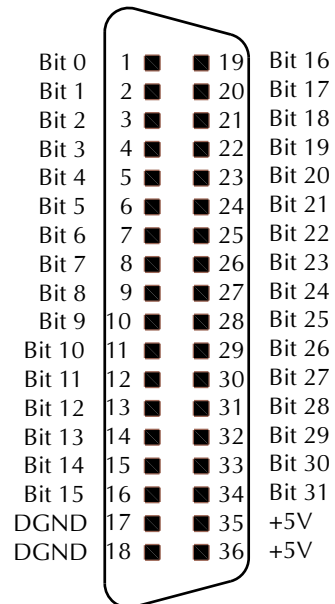 Bit 0 1 19 Bit 16
Bit 1 2 20 Bit 17
Bit 2 3 21 Bit 18
Bit 3 4 22 Bit 19
Bit 4 5 23 Bit 20
Bit 5 6 24 Bit 21
Bit 6 7 25 Bit 22
Bit 7 8 26 Bit 23
Bit 8 9 27 Bit 24
Bit 9 10 28 Bit 25
Bit 10 11 29 Bit 26
Bit 11 12 30 Bit 27
Bit 12 13 31 Bit 28
Bit 13 14 32 Bit 29
Bit 14 15 33 Bit 30
Bit 15 16 34 Bit 31
DGND 17 35 +5V
DGND 18 36 +5V